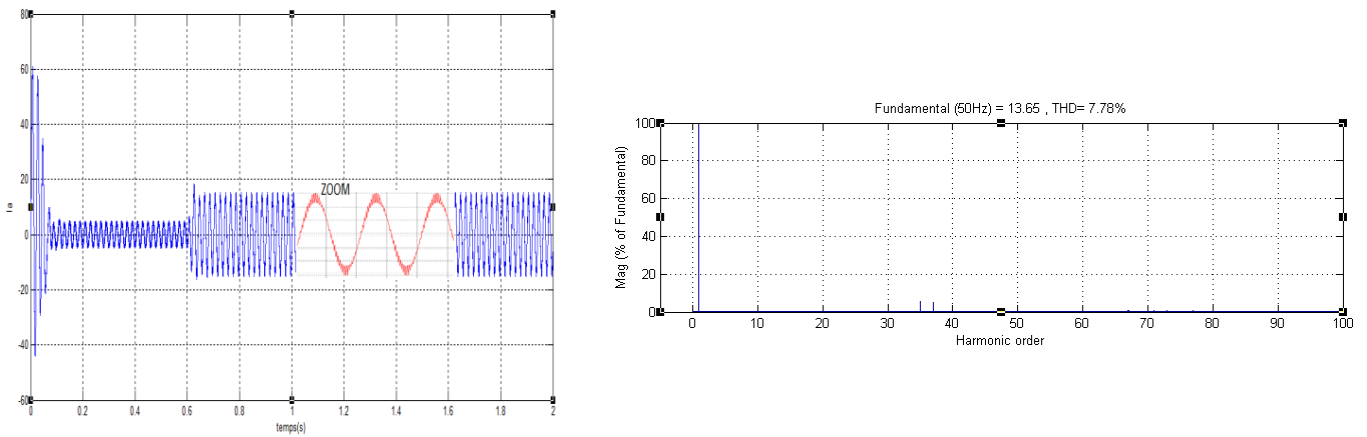 80
60
40
20
0
-20
-40
-60
Ia
ZOOM
0 0.2 0.4 0.6 0.8 1 1.2 1.4 1.6 1.8 2
temps(s)
Fundamental (50Hz) = 13.65 , THD= 7.78%
100
80
60
40
20
0
Mag (% of Fundamental)
0 10 20 30 40 50 60 70 80 90 100
Harmonic order